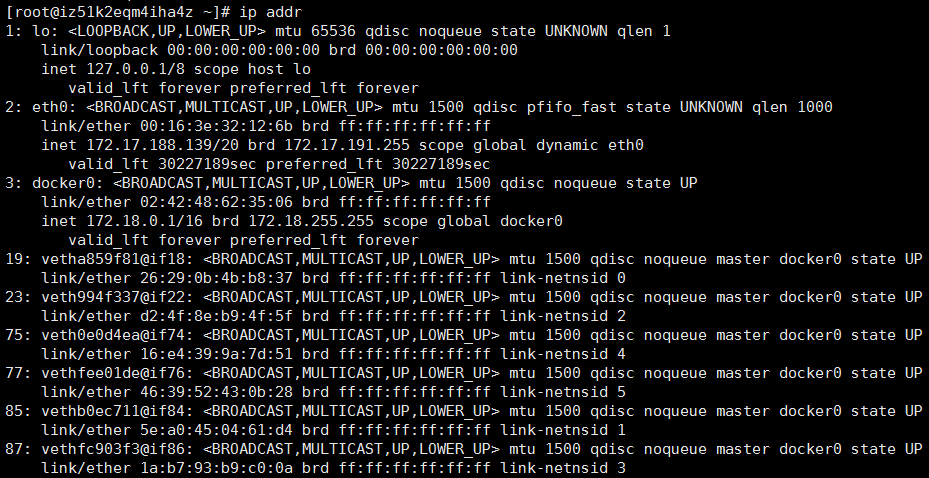 [root@iz51k2eqm4iha4z ~]# ip addr
1: lo: <LOOPBACK,UP,LOWER_UP> mtu 65536 qdisc noqueue state UNKNOWN qlen 1
    link/loopback 00:00:00:00:00:00 brd 00:00:00:00:00:00
    inet 127.0.0.1/8 scope host lo
       valid_lft forever preferred_lft forever
2: eth0: <BROADCAST,MULTICAST,UP,LOWER_UP> mtu 1500 qdisc pfifo_fast state UNKNOWN qlen 1000
    link/ether 00:16:3e:32:12:6b brd ff:ff:ff:ff:ff:ff
    inet 172.17.188.139/20 brd 172.17.191.255 scope global dynamic eth0
       valid_lft 30227189sec preferred_lft 30227189sec
3: docker0: <BROADCAST,MULTICAST,UP,LOWER_UP> mtu 1500 qdisc noqueue state UP
    link/ether 02:42:48:62:35:06 brd ff:ff:ff:ff:ff:ff
    inet 172.18.0.1/16 brd 172.18.255.255 scope global docker0
       valid_lft forever preferred_lft forever
19: vetha859f81@if18: <BROADCAST,MULTICAST,UP,LOWER_UP> mtu 1500 qdisc noqueue master docker0 state UP
    link/ether 26:29:0b:4b:b8:37 brd ff:ff:ff:ff:ff:ff link-netnsid 0
23: veth994f337@if22: <BROADCAST,MULTICAST,UP,LOWER_UP> mtu 1500 qdisc noqueue master docker0 state UP
    link/ether d2:4f:8e:b9:4f:5f brd ff:ff:ff:ff:ff:ff link-netnsid 2
75: veth0e0d4ea@if74: <BROADCAST,MULTICAST,UP,LOWER_UP> mtu 1500 qdisc noqueue master docker0 state UP
    link/ether 16:e4:39:9a:7d:51 brd ff:ff:ff:ff:ff:ff link-netnsid 4
77: vethfee01de@if76: <BROADCAST,MULTICAST,UP,LOWER_UP> mtu 1500 qdisc noqueue master docker0 state UP
    link/ether 46:39:52:43:0b:28 brd ff:ff:ff:ff:ff:ff link-netnsid 5
85: vethb0ec711@if84: <BROADCAST,MULTICAST,UP,LOWER_UP> mtu 1500 qdisc noqueue master docker0 state UP
    link/ether 5e:a0:45:04:61:d4 brd ff:ff:ff:ff:ff:ff link-netnsid 1
87: vethfc903f3@if86: <BROADCAST,MULTICAST,UP,LOWER_UP> mtu 1500 qdisc noqueue master docker0 state UP
    link/ether 1a:b7:93:b9:c0:0a brd ff:ff:ff:ff:ff:ff link-netnsid 3